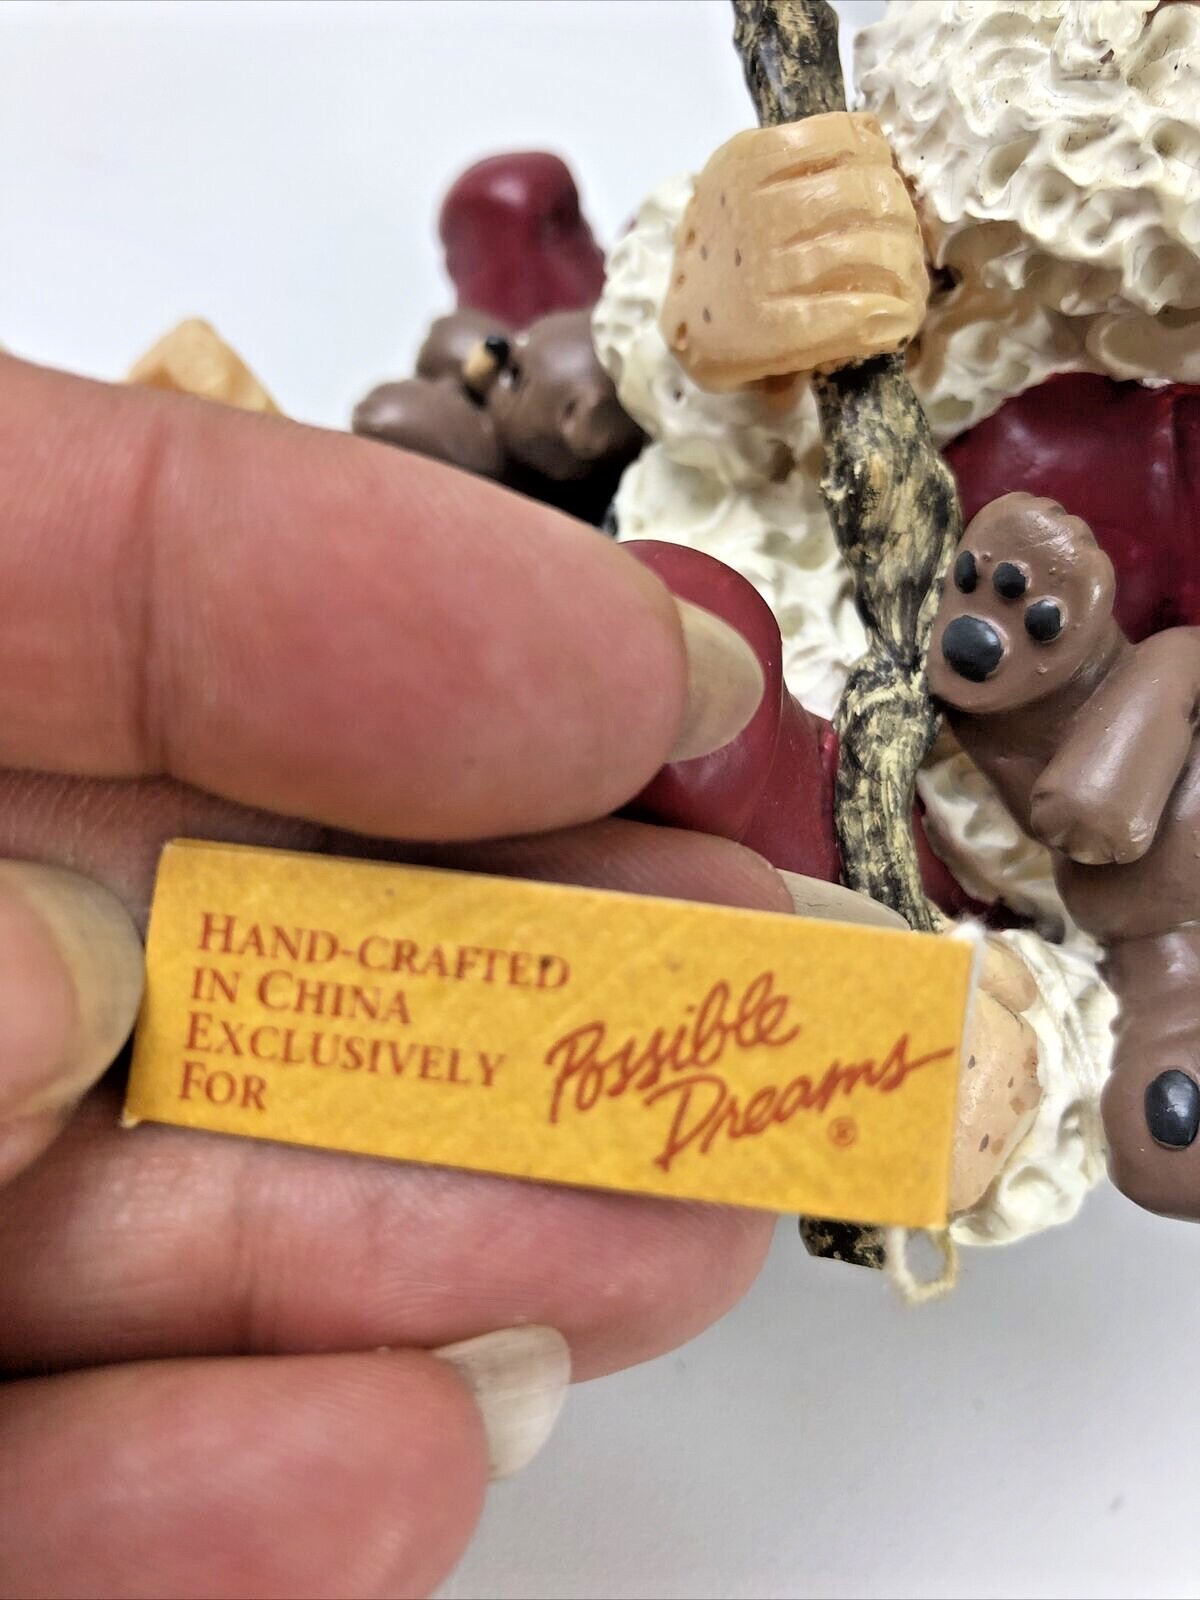 HAND-CRAFTED
IN CHINA
EXCLUSIVELY
FOR
Possible
Dreams
®